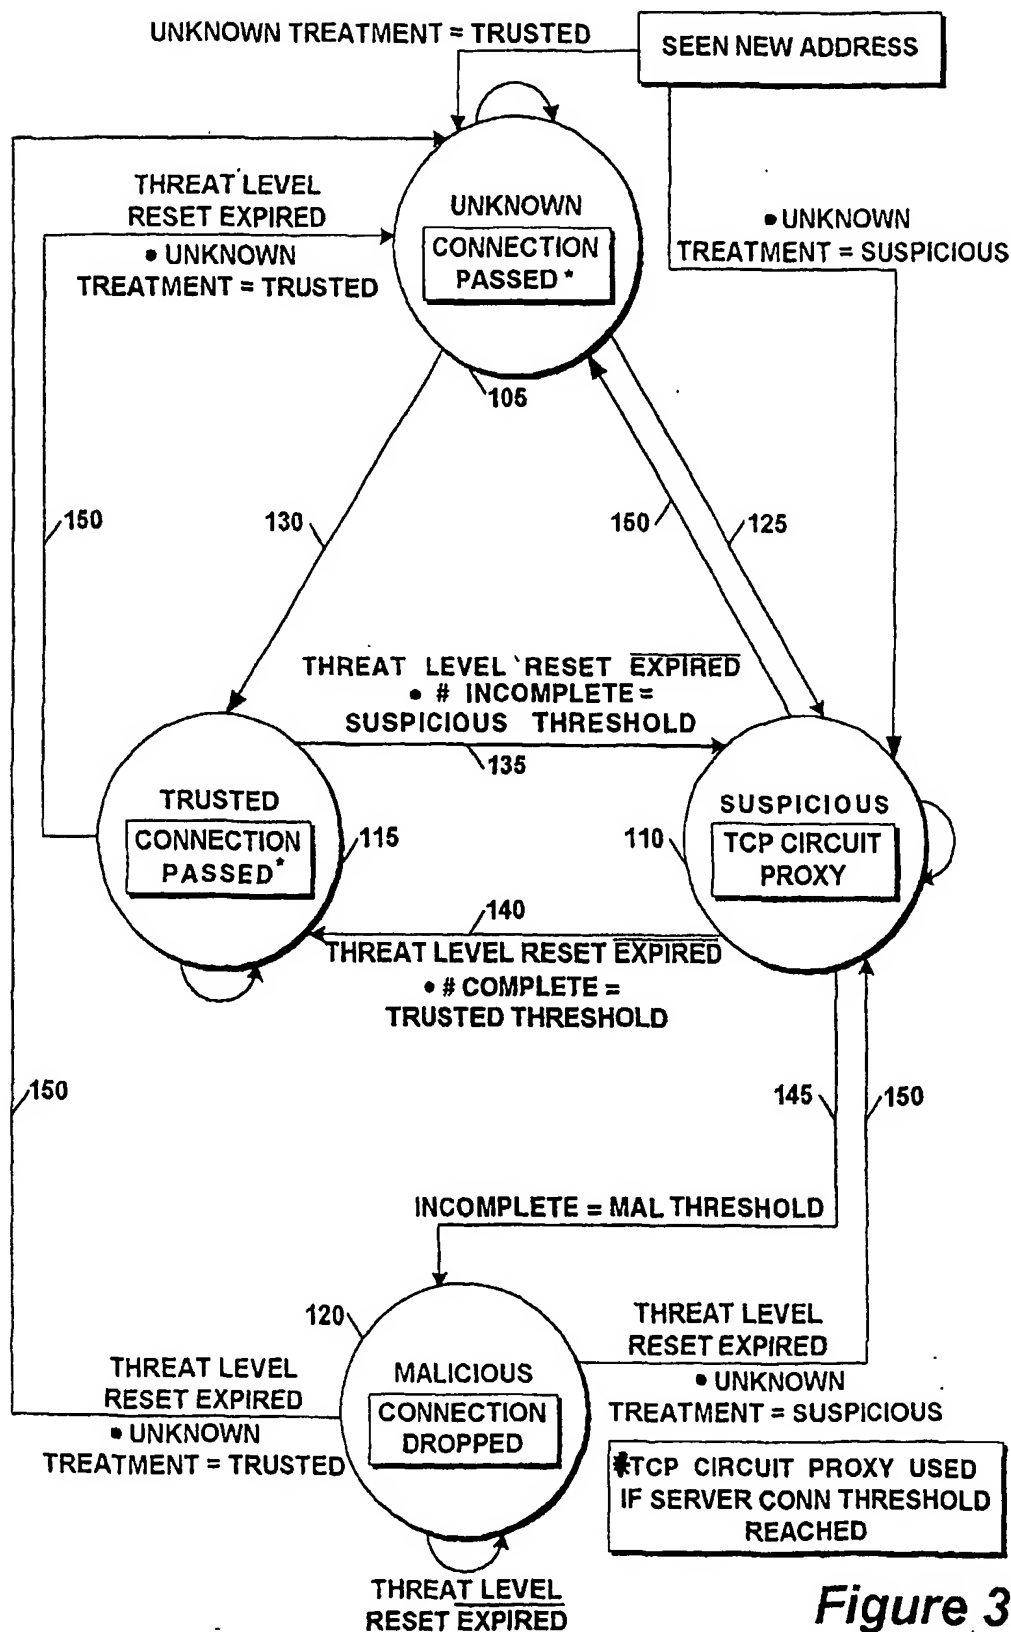 UNKNOWN TREATMENT = TRUSTED
SEEN NEW ADDRESS
THREAT LEVEL
RESET EXPIRED
• UNKNOWN
TREATMENT = TRUSTED
UNKNOWN
CONNECTION
PASSED *
• UNKNOWN
TREATMENT = SUSPICIOUS
105
150
130
150
125
THREAT LEVEL RESET EXPIRED
• # INCOMPLETE =
SUSPICIOUS THRESHOLD
135
TRUSTED
CONNECTION
PASSED *
115
110
SUSPICIOUS
TCP CIRCUIT
PROXY
140
THREAT LEVEL RESET EXPIRED
• # COMPLETE =
TRUSTED THRESHOLD
150
145
150
INCOMPLETE = MAL THRESHOLD
120
THREAT LEVEL
RESET EXPIRED
• UNKNOWN
TREATMENT = TRUSTED
MALICIOUS
CONNECTION
DROPPED
THREAT LEVEL
RESET EXPIRED
• UNKNOWN
TREATMENT = SUSPICIOUS
*TCP CIRCUIT PROXY USED
IF SERVER CONN THRESHOLD
REACHED
THREAT LEVEL
RESET EXPIRED
Figure 3